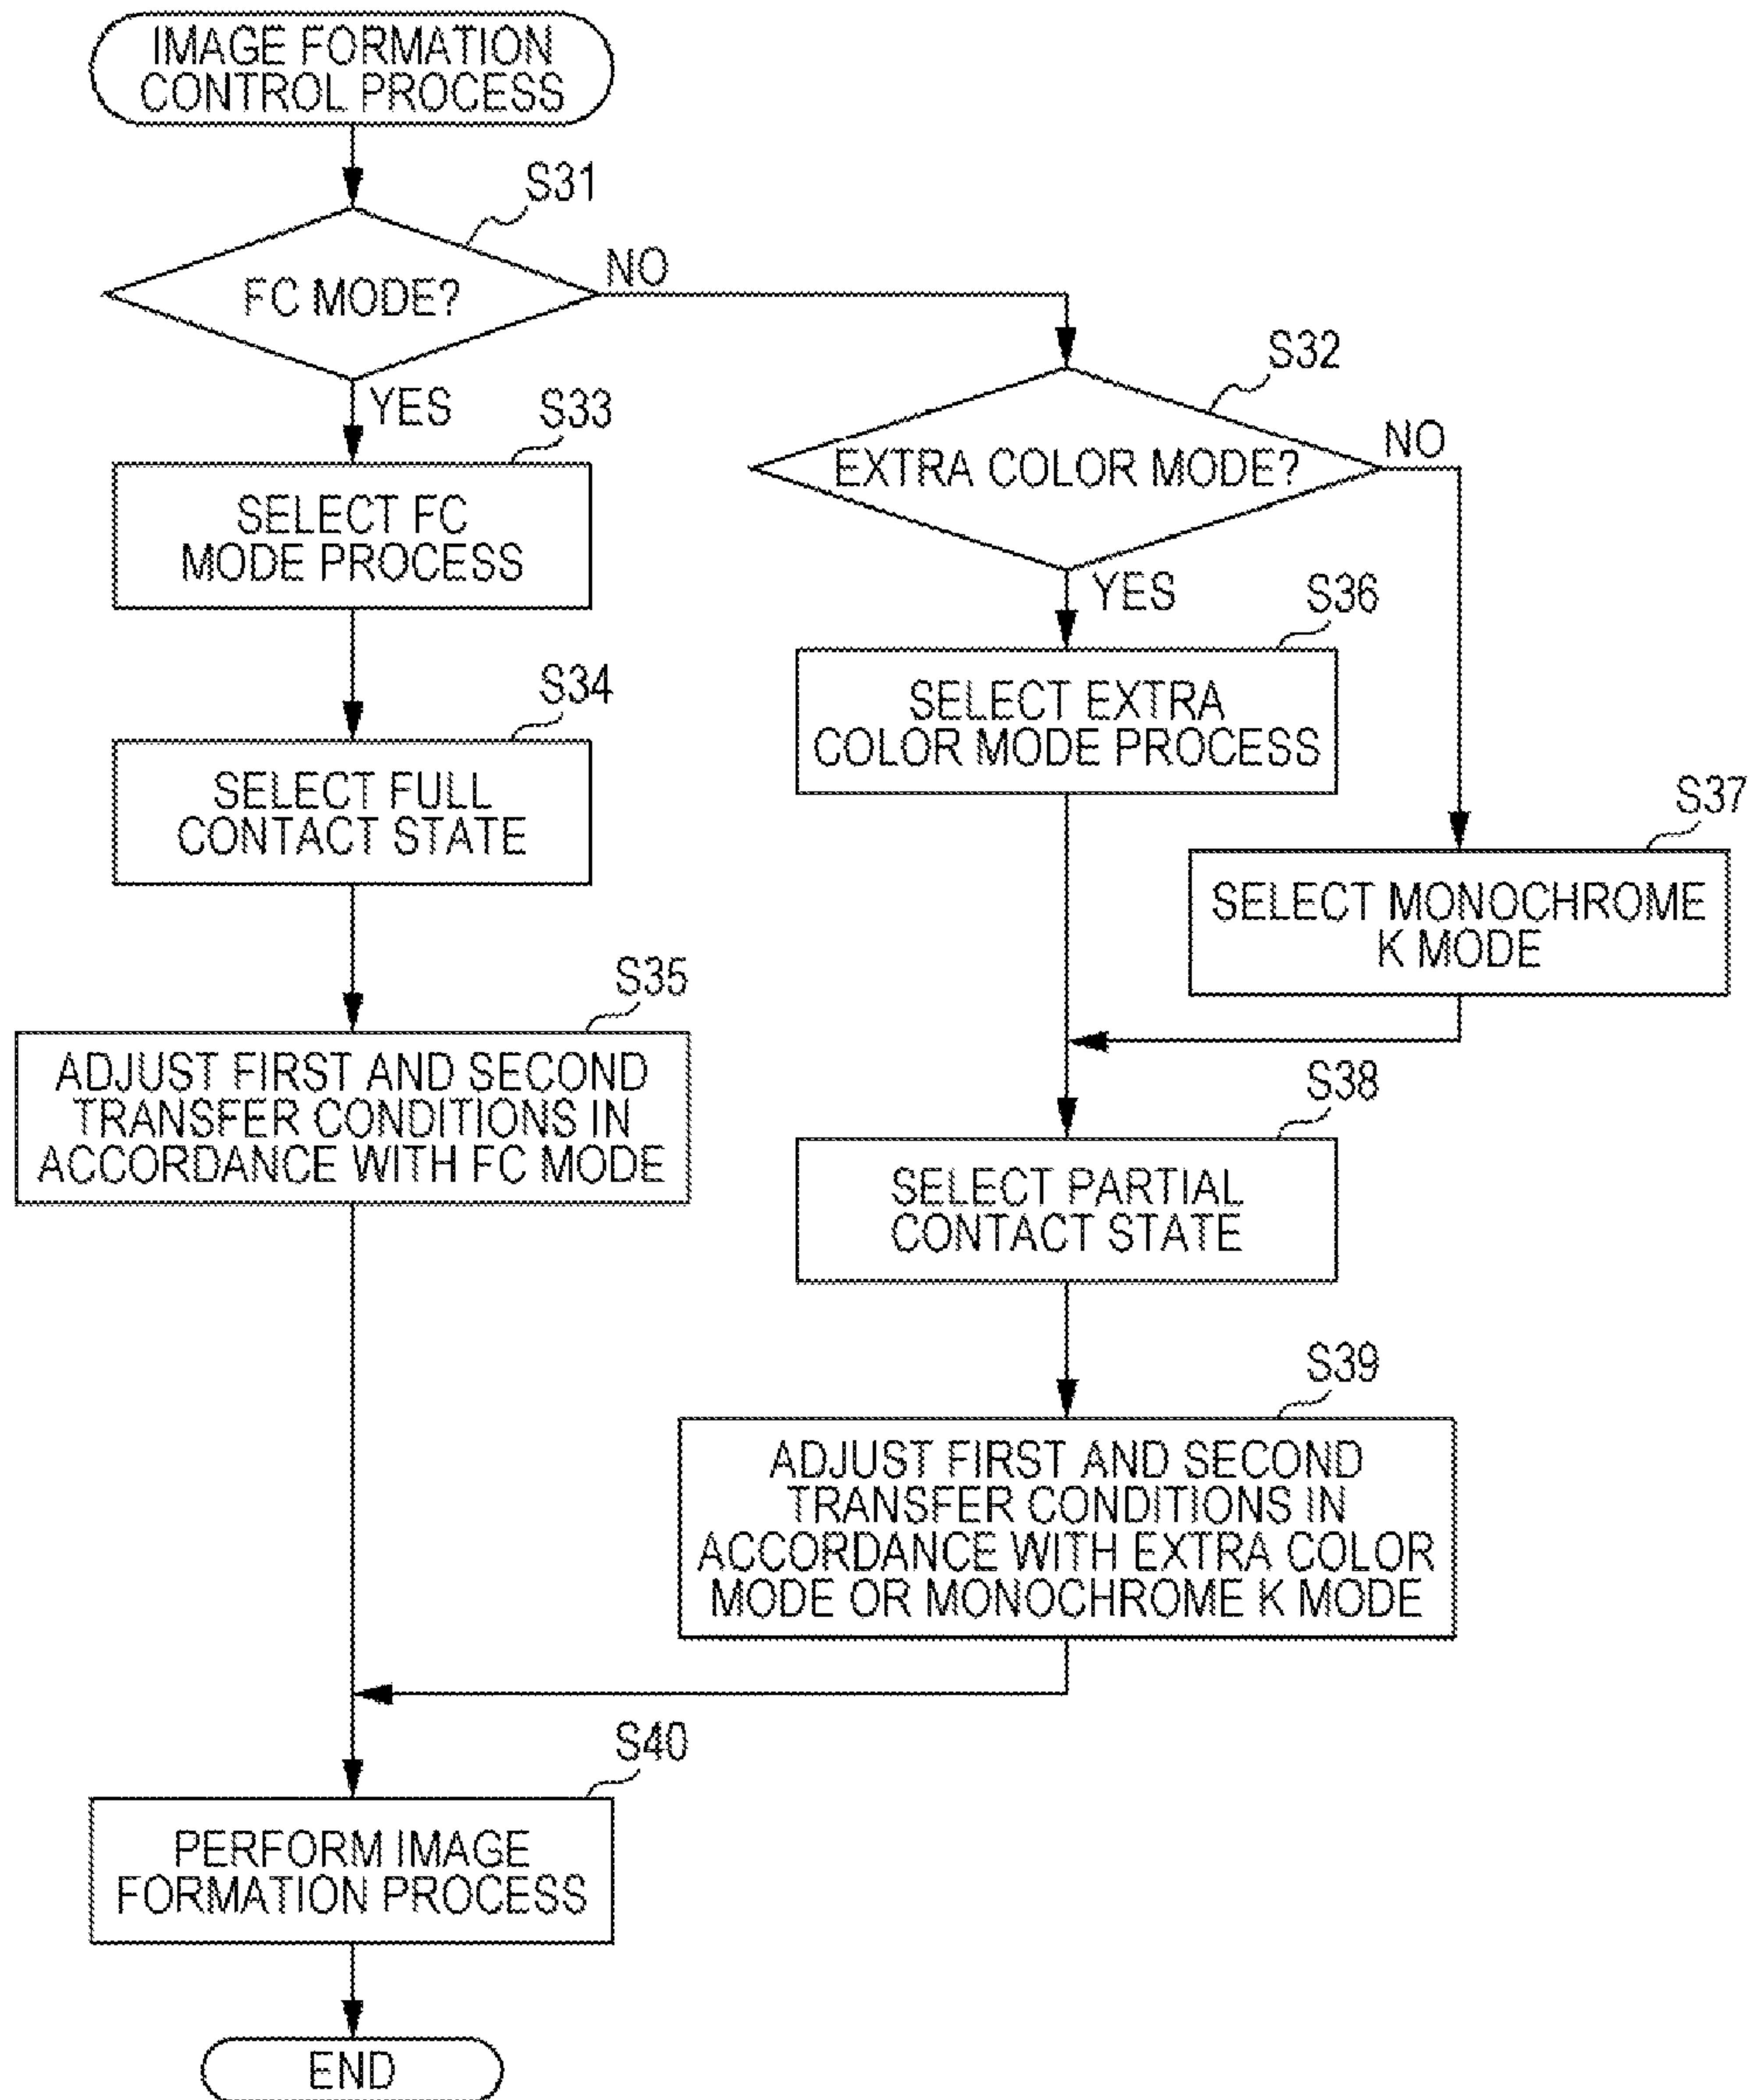 IMAGE FORMATION
CONTROL PROCESS
S31
FC MODE?
NO
YES
S32
EXTRA COLOR MODE?
NO
YES
S33
SELECT FC
MODE PROCESS
S34
SELECT FULL
CONTACT STATE
S35
ADJUST FIRST AND SECOND
TRANSFER CONDITIONS IN
ACCORDANCE WITH FC MODE
S36
SELECT EXTRA
COLOR MODE PROCESS
S37
SELECT MONOCHROME
K MODE
S38
SELECT PARTIAL
CONTACT STATE
S39
ADJUST FIRST AND SECOND
TRANSFER CONDITIONS IN
ACCORDANCE WITH EXTRA COLOR
MODE OR MONOCHROME K MODE
S40
PERFORM IMAGE
FORMATION PROCESS
END